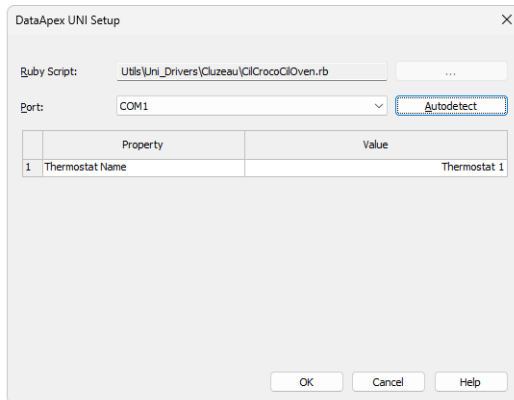 DataApex UNI Setup
Ruby Script: Utils\Uni_Drivers\Cluzeau\CilCrocoCilOven.rb ...
Port: COM1 Autodetect
Property Value
1 Thermostat Name Thermostat 1
OK Cancel Help